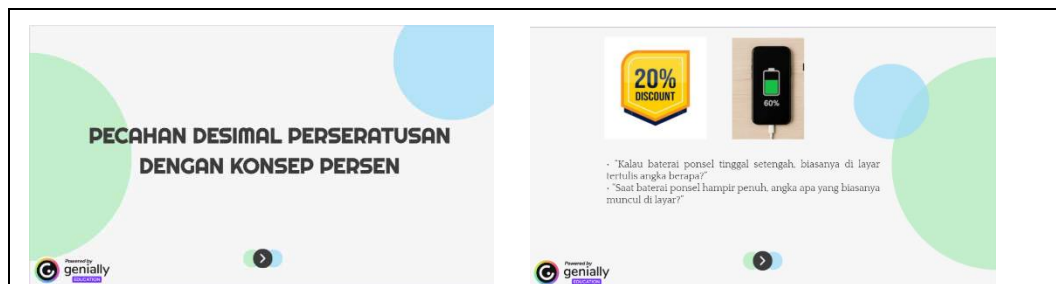 PECAHAN DESIMAL PERSERATUSAN
DENGAN KONSEP PERSEN
Powered by
genially
EDUCATION
20%
DISCOUNT
60%
- "Kalau baterai ponsel tinggal setengah, biasanya di layar
tertulis angka berapa?"
- "Saat baterai ponsel hampir penuh, angka apa yang biasanya
muncul di layar?"
Powered by
genially
EDUCATION